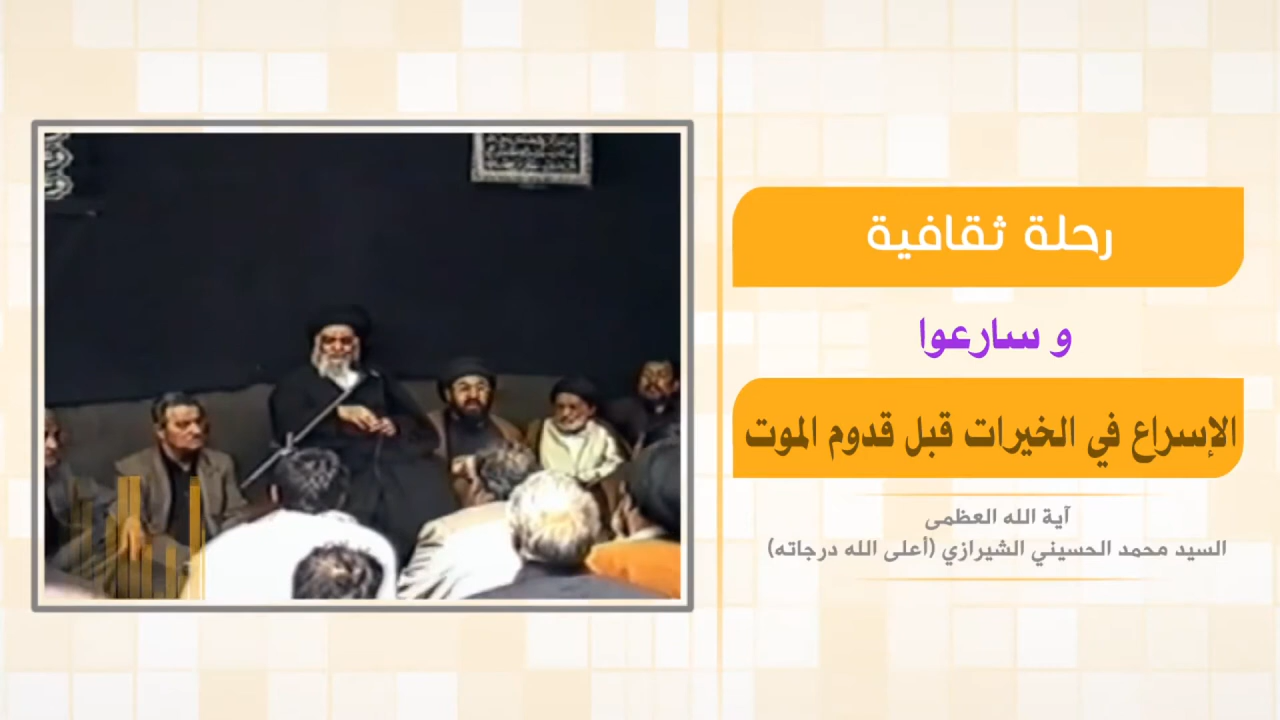 رحلة ثقافية
و سارعوا
الإسراع في الخيرات قبل قدوم الموت
آية الله العظمى
السيد محمد الحسيني الشيرازي (أعلى الله درجاته)